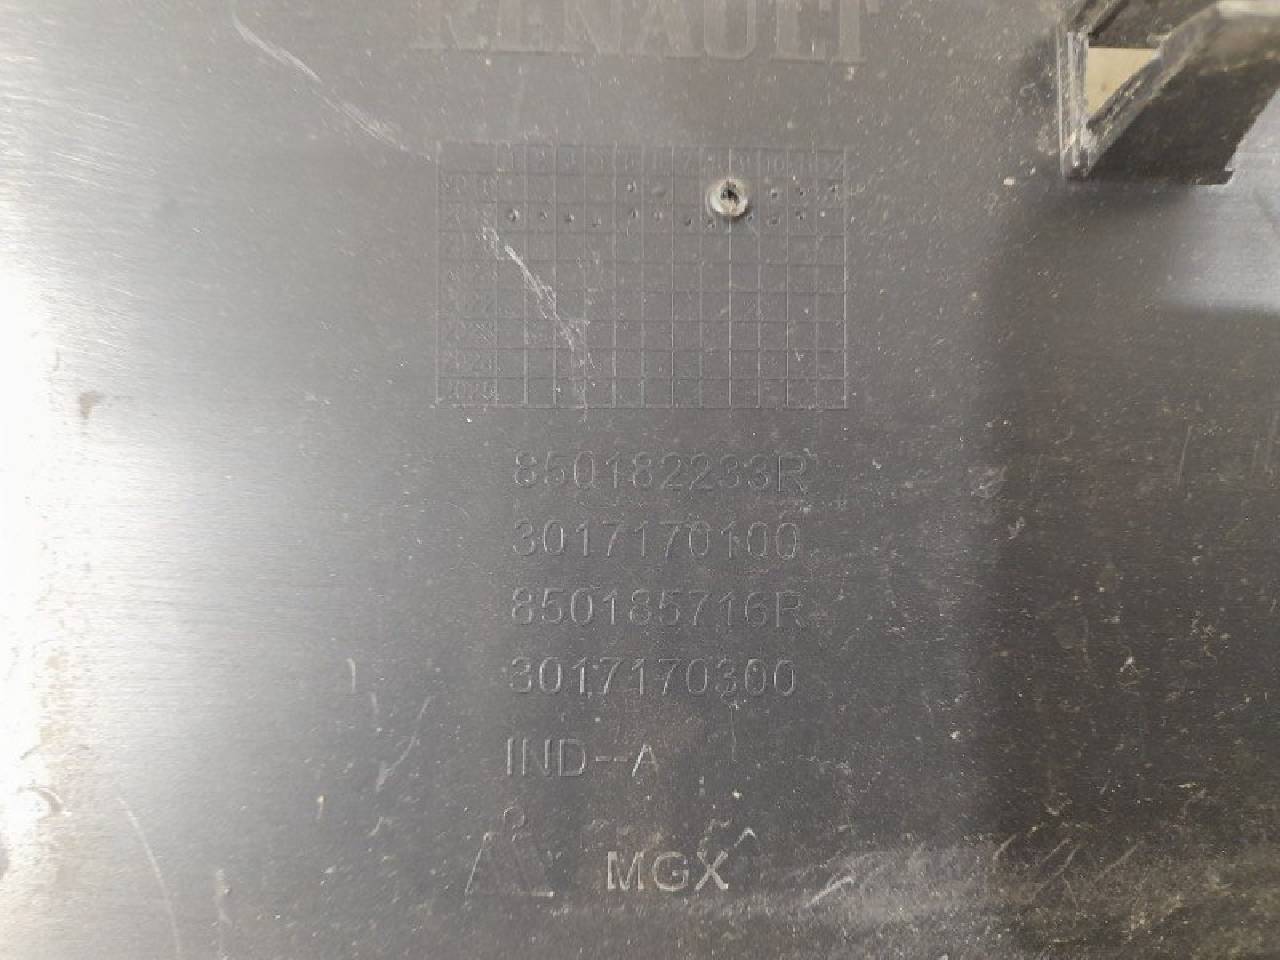 RENAULT
850182233R
3017170100
850185716R
3017170300
IND--A
MGX